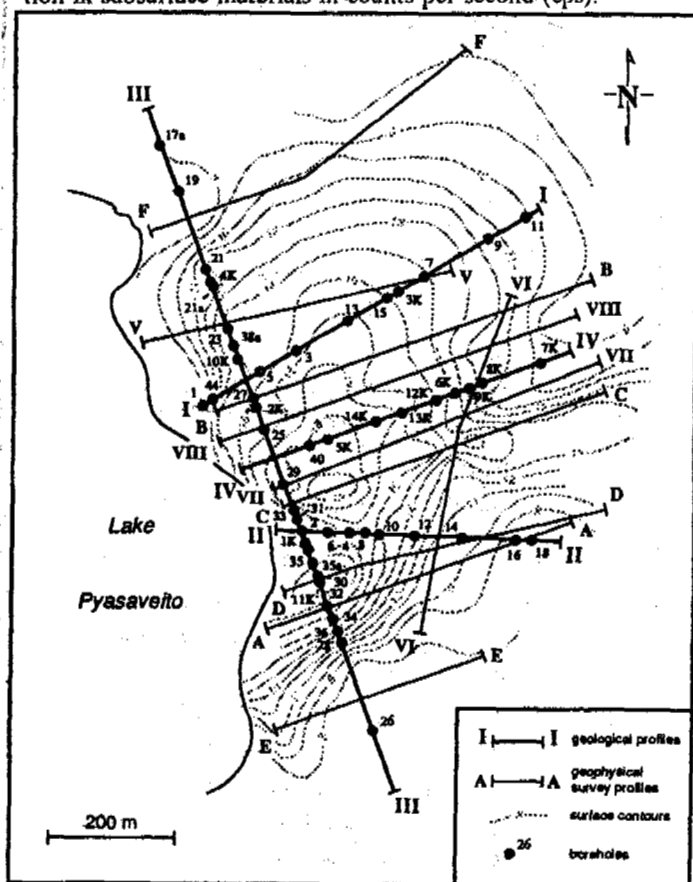 tion in subsurface materials in counts per second (cps).
F
III
N
17a
19
F
I
11
9
21
4K
7
V
B
21a
VI
15
3K
VIII
23
38a
13
V
IV
10K
3
7K
VII
5
8K
44
6K
1
27
12K
9K
C
I
2K
13K
B
25
14K
VIII
5K
40
IV VII
29
D
C
33
31
A
Lake
II
2
10
12
14
1K
6
4
8
16
18
II
35
35a
30
Pyasaveito
D
11K
32
A
34
36
VI
E
26
E
III
200 m
I I geological profiles
A A geophysical
survey profiles
surface contours
26 boreholes